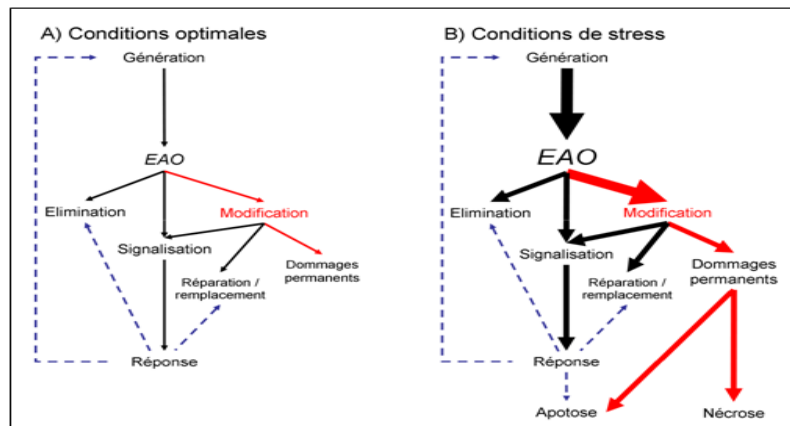 A) Conditions optimales
Génération
EAO
Elimination
Modification
Signalisation
Réparation /
remplacement
Dommages
permanents
Réponse
B) Conditions de stress
Génération
EAO
Elimination
Modification
Signalisation
Réparation /
remplacement
Dommages
permanents
Réponse
Apotose
Nécrose